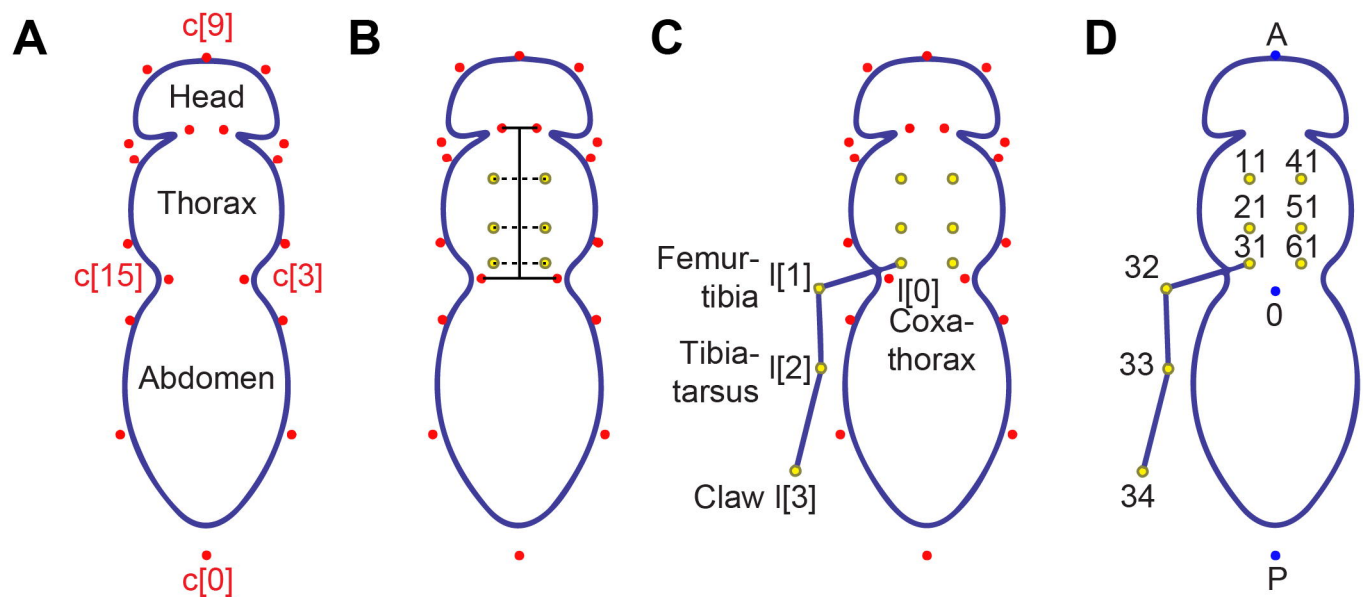 A
c[9]
Head
Thorax
c[15]
c[3]
Abdomen
c[0]
B
C
Femur-
tibia
l[1]
l[0]
Coxa-
thorax
Tibia-
tarsus
l[2]
Claw l[3]
D
A
11 41
21 51
31 61
32
0
33
34
P